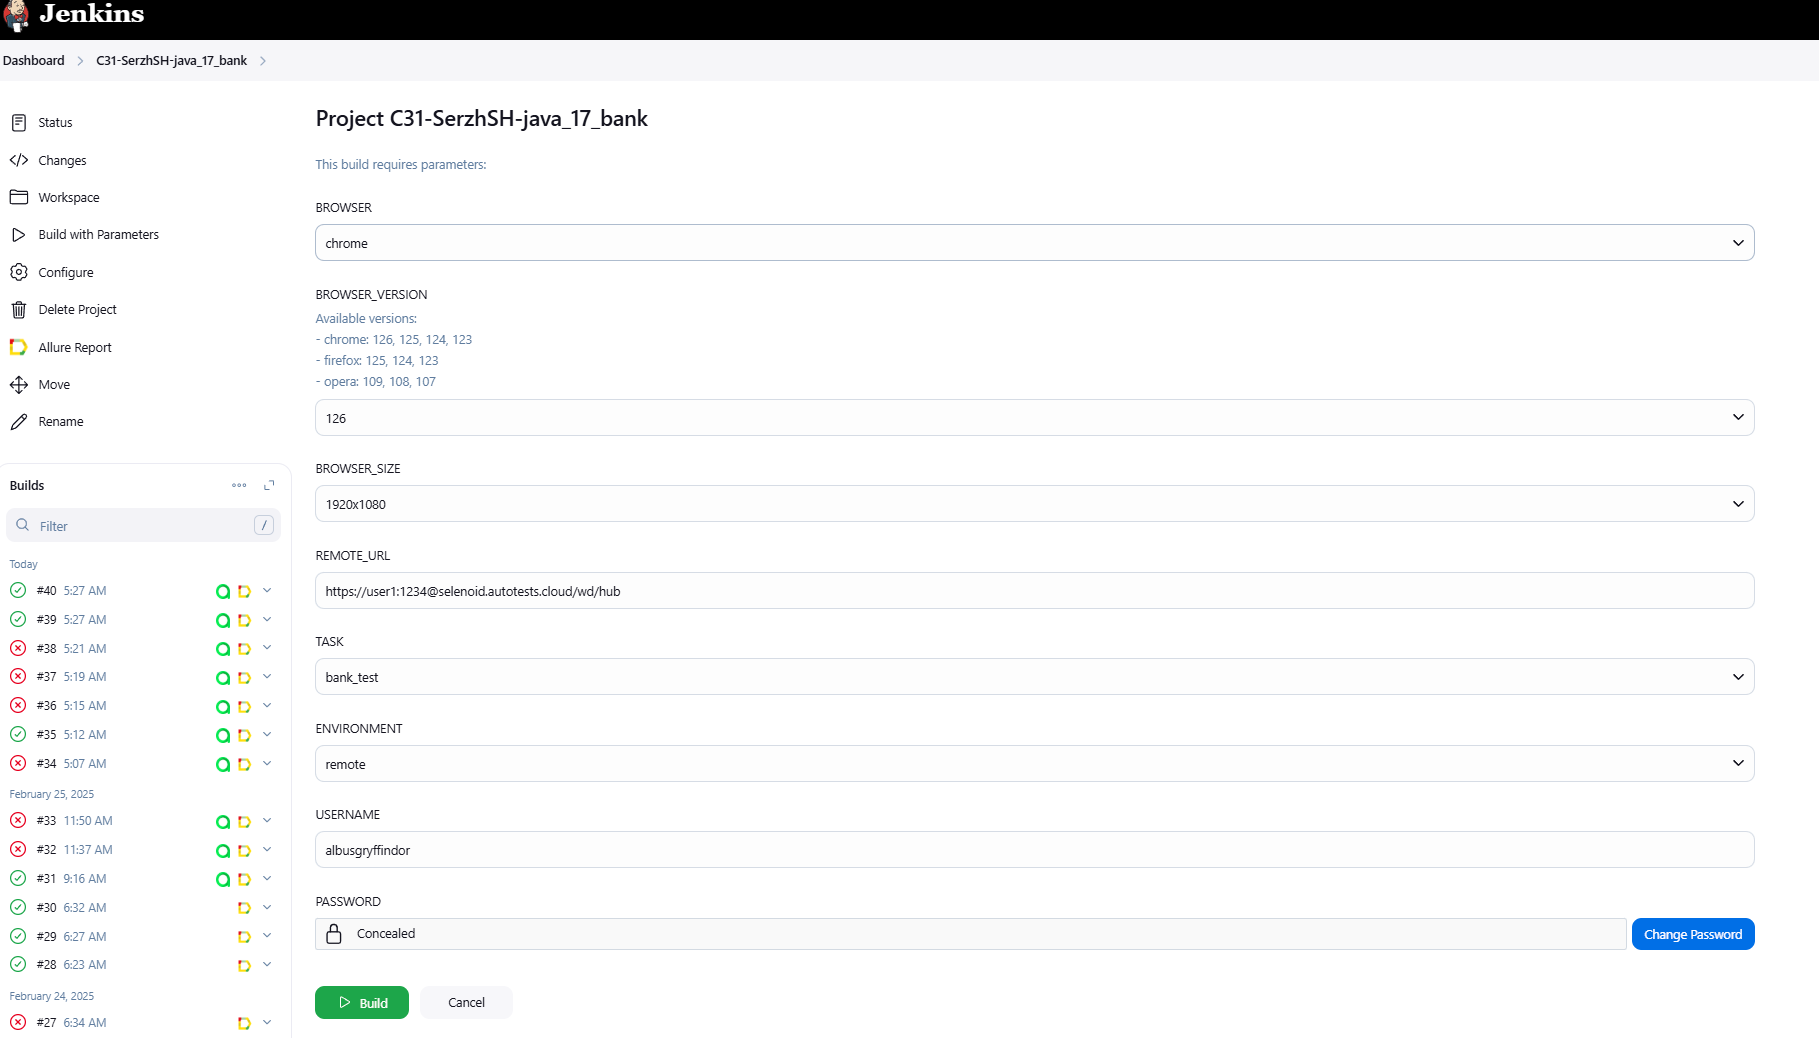 Jenkins
Dashboard > C31-SerzhSH-java_17_bank >
Status
Changes
Workspace
Build with Parameters
Configure
Delete Project
Allure Report
Move
Rename
Builds
Filter /
Today
#40 5:27 AM
#39 5:27 AM
#38 5:21 AM
#37 5:19 AM
#36 5:15 AM
#35 5:12 AM
#34 5:07 AM
February 25, 2025
#33 11:50 AM
#32 11:37 AM
#31 9:16 AM
#30 6:32 AM
#29 6:27 AM
#28 6:23 AM
February 24, 2025
#27 6:34 AM
Project C31-SerzhSH-java_17_bank
This build requires parameters:
BROWSER
chrome
BROWSER_VERSION
Available versions:
- chrome: 126, 125, 124, 123
- firefox: 125, 124, 123
- opera: 109, 108, 107
126
BROWSER_SIZE
1920x1080
REMOTE_URL
https://user1:1234@selenoid.autotests.cloud/wd/hub
TASK
bank_test
ENVIRONMENT
remote
USERNAME
albusgryffindor
PASSWORD
Concealed
Change Password
Build
Cancel